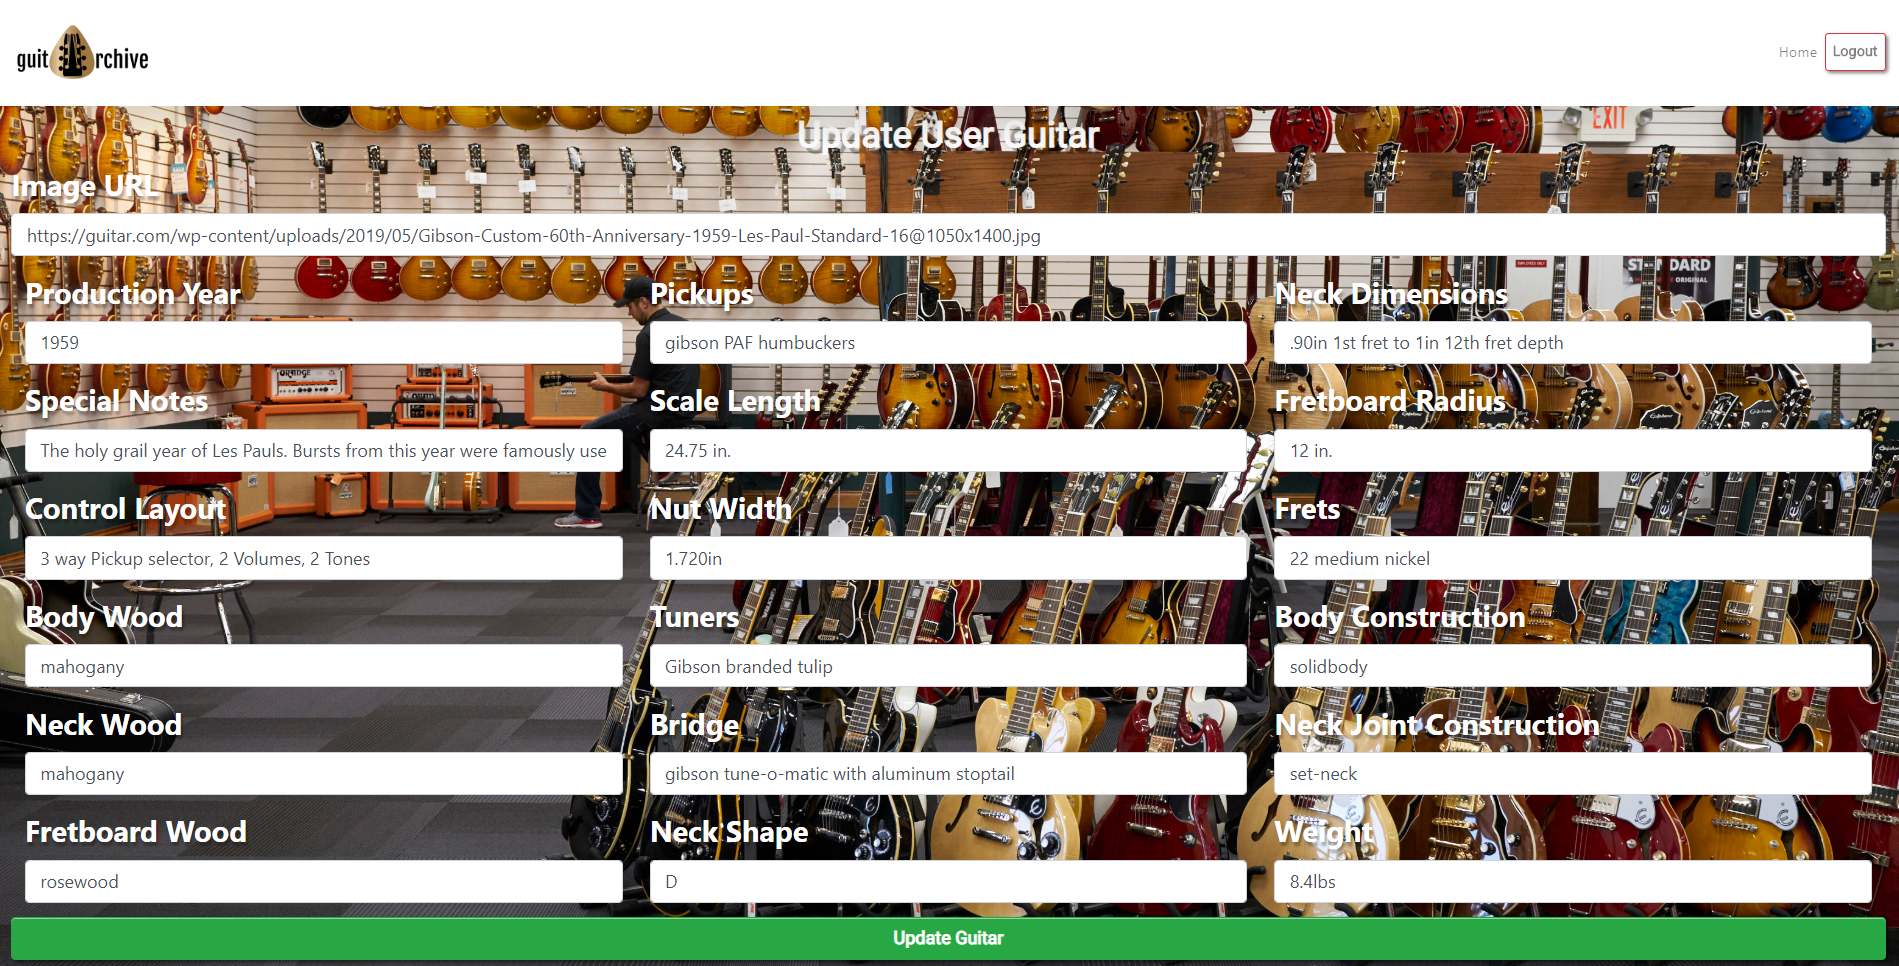 guit rchive
Home
Logout
EXIT
Update User Guitar
Image URL
https://guitar.com/wp-content/uploads/2019/05/Gibson-Custom-60th-Anniversary-1959-Les-Paul-Standard-16@1050x1400.jpg
Production Year
Pickups
Neck Dimensions
1959
gibson PAF humbuckers
.90in 1st fret to 1in 12th fret depth
Special Notes
Scale Length
Fretboard Radius
The holy grail year of Les Pauls. Bursts from this year were famously use
24.75 in.
12 in.
Control Layout
Nut Width
Frets
3 way Pickup selector, 2 Volumes, 2 Tones
1.720in
22 medium nickel
Body Wood
Tuners
Body Construction
mahogany
Gibson branded tulip
solidbody
Neck Wood
Bridge
Neck Joint Construction
mahogany
gibson tune-o-matic with aluminum stoptail
set-neck
Fretboard Wood
Neck Shape
Weight
rosewood
D
8.4lbs
Update Guitar